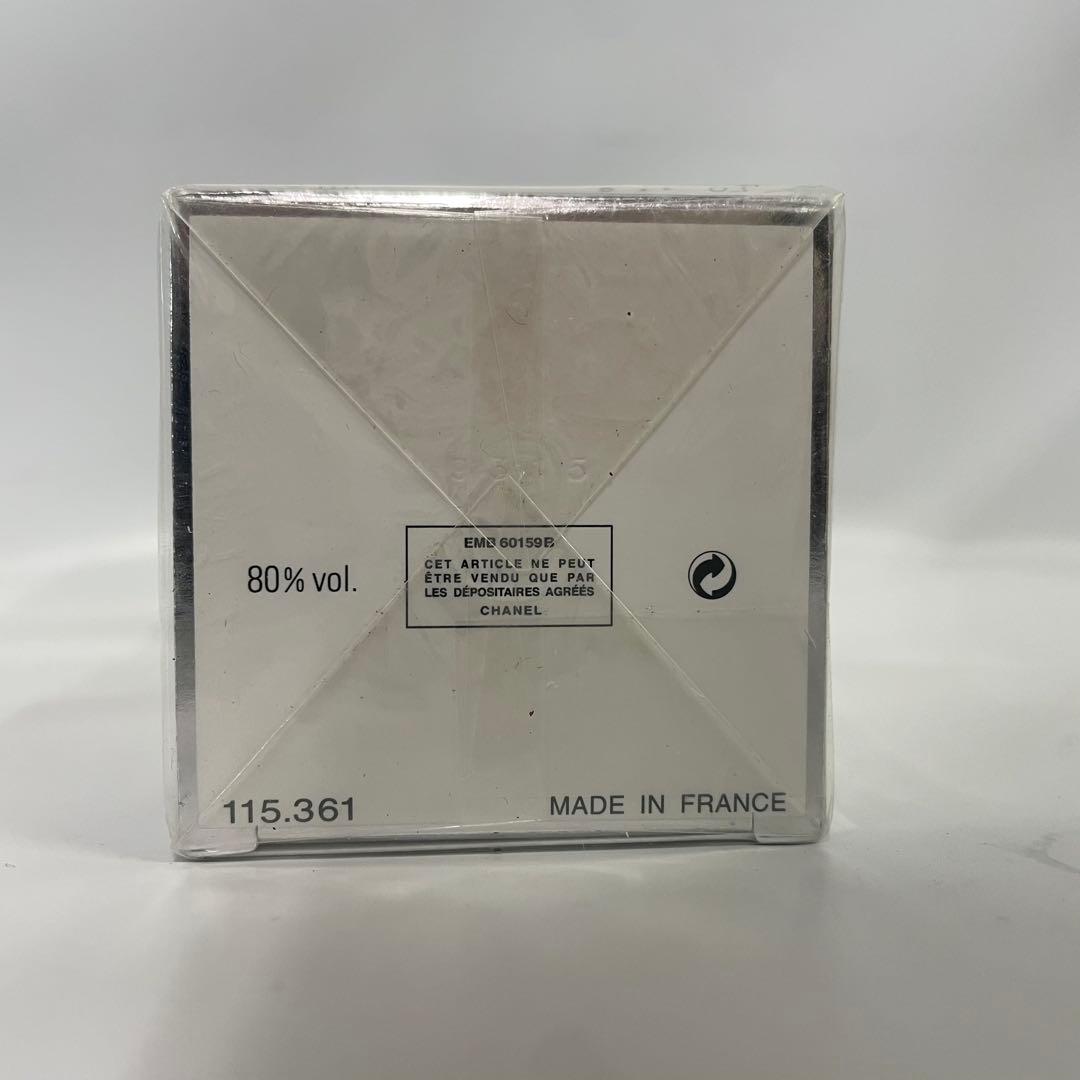 80% vol.
EMB 60159B
CET ARTICLE NE PEUT
ÊTRE VENDU QUE PAR
LES DÉPOSITAIRES AGRÉÉS
CHANEL
115.361
MADE IN FRANCE